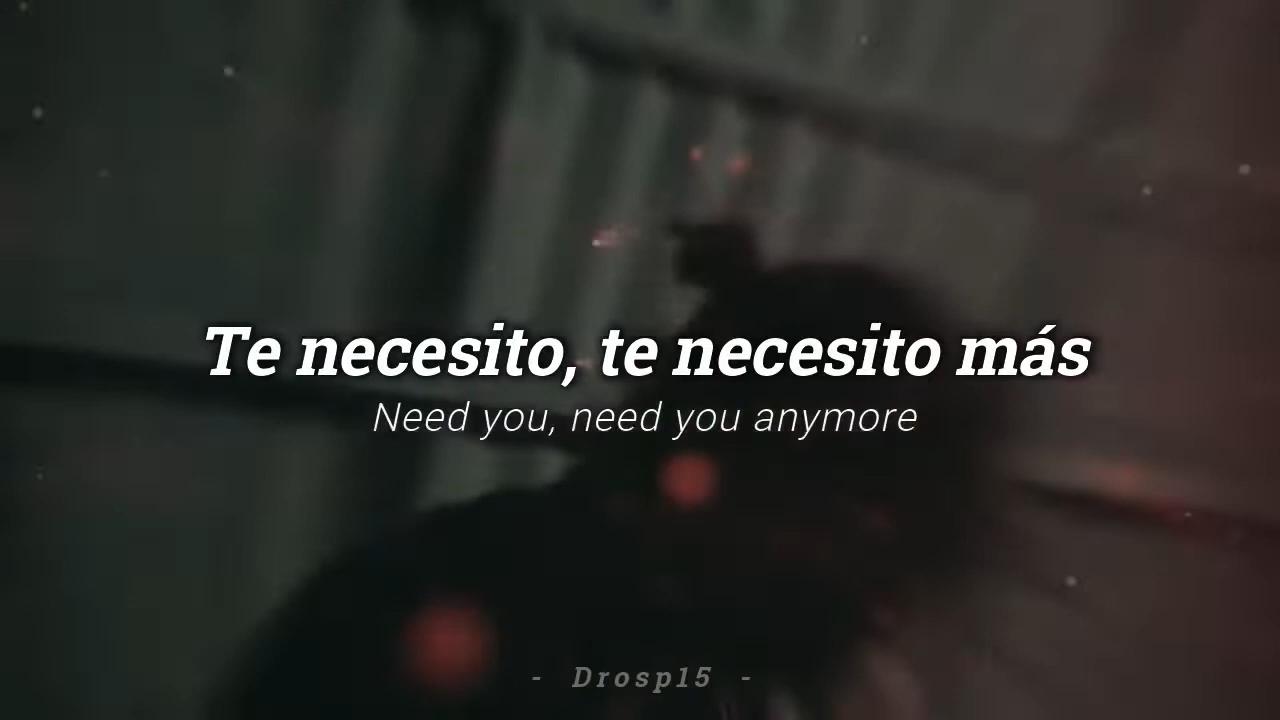 Te necesito, te necesito más
Need you, need you anymore
- Drosp15 -